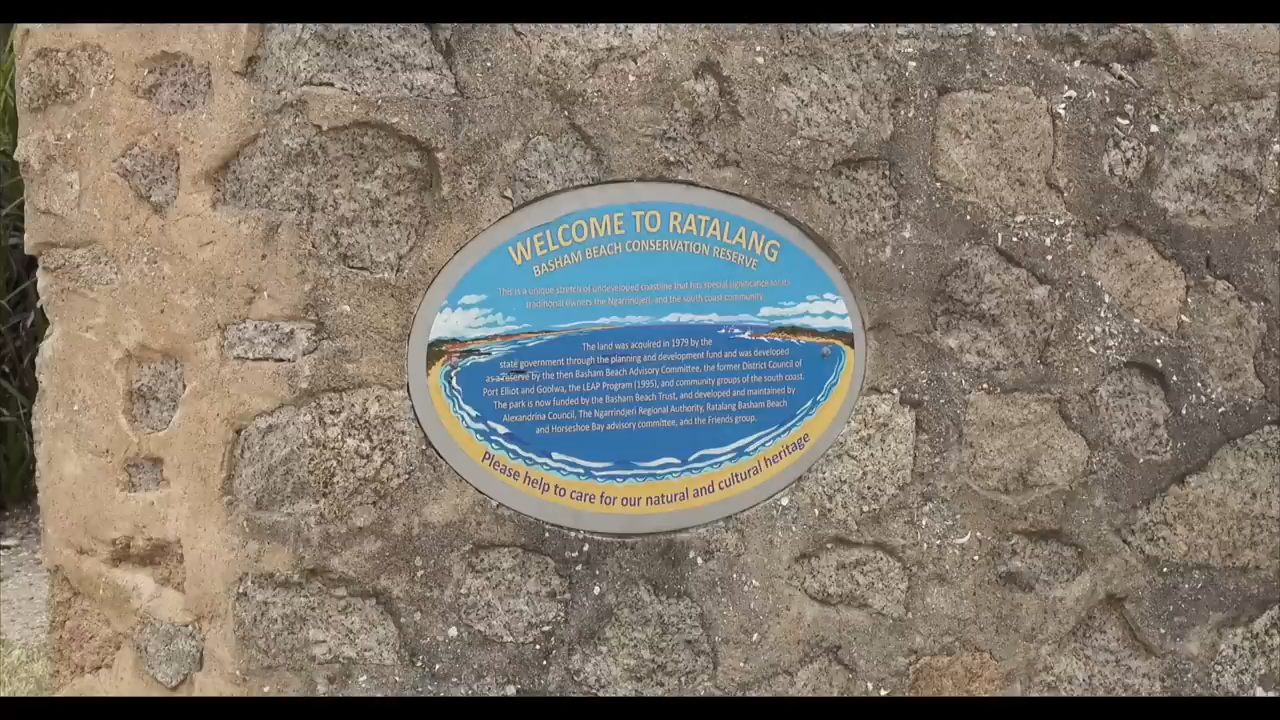 WELCOME TO RATALANG
BASHAM BEACH CONSERVATION RESERVE
This is a unique stretch of undeveloped coastline that has special significance for its
traditional owners the Ngarrindjeri, and the south coast community.
The land was acquired in 1979 by the
state government through the planning and development fund and was developed
as a reserve by the then Basham Beach Advisory Committee, the former District Council of
Port Elliot and Goolwa, the LEAP Program (1995), and community groups of the south coast.
The park is now funded by the Basham Beach Trust, and developed and maintained by
Alexandrina Council, The Ngarrindjeri Regional Authority, Ratalang Basham Beach
and Horseshoe Bay advisory committee, and the Friends group.
Please help to care for our natural and cultural heritage